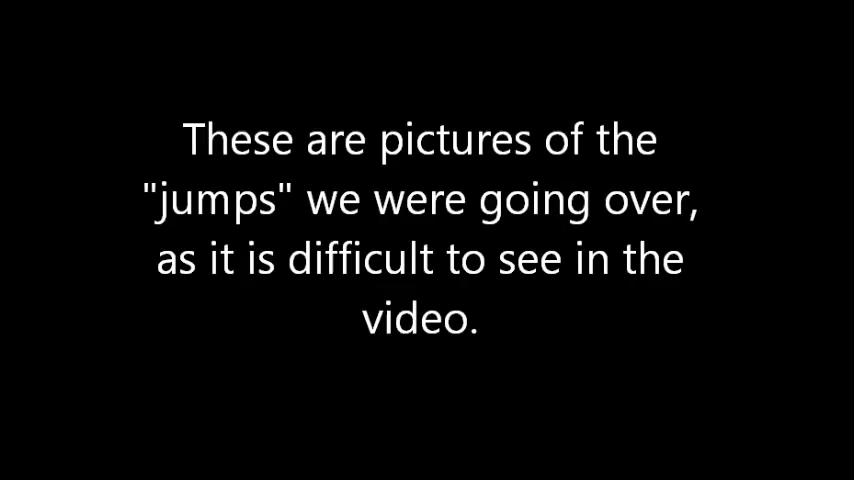 These are pictures of the
"jumps" we were going over,
as it is difficult to see in the
video.